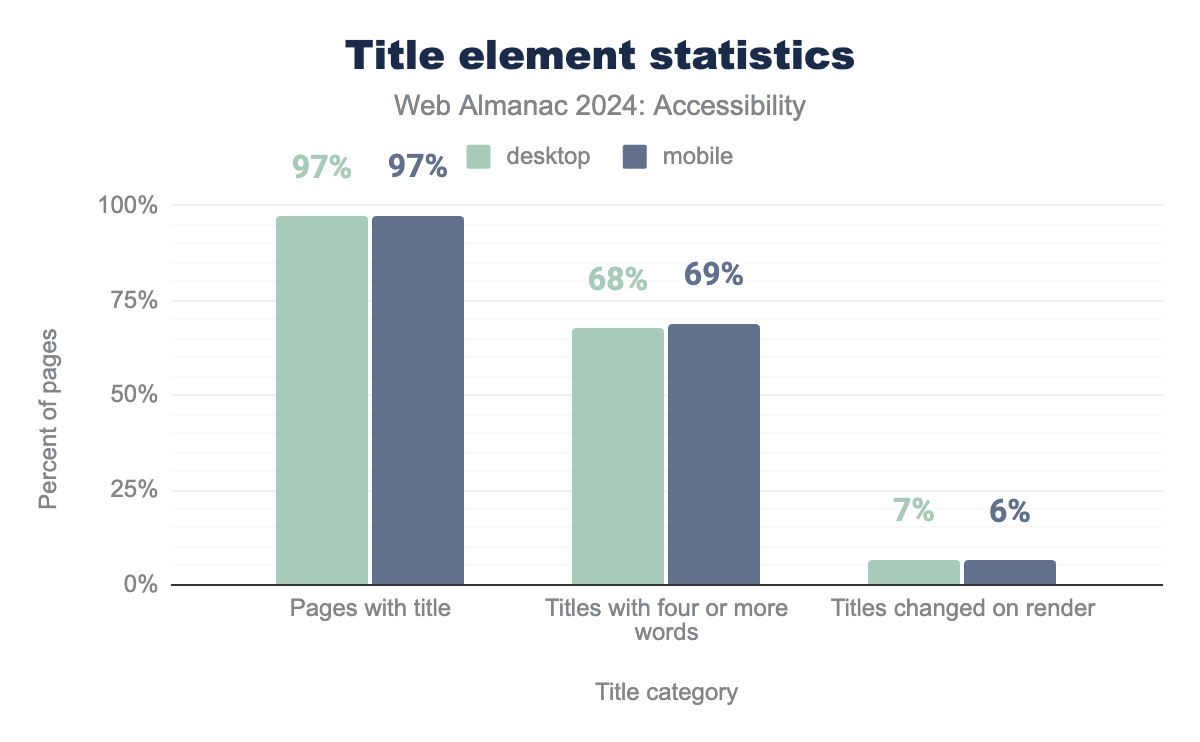 Title element statistics
Web Almanac 2024: Accessibility
desktop mobile
97% 97%
68% 69%
7% 6%
100%
75%
50%
25%
0%
Percent of pages
Pages with title
Titles with four or more
words
Titles changed on render
Title category